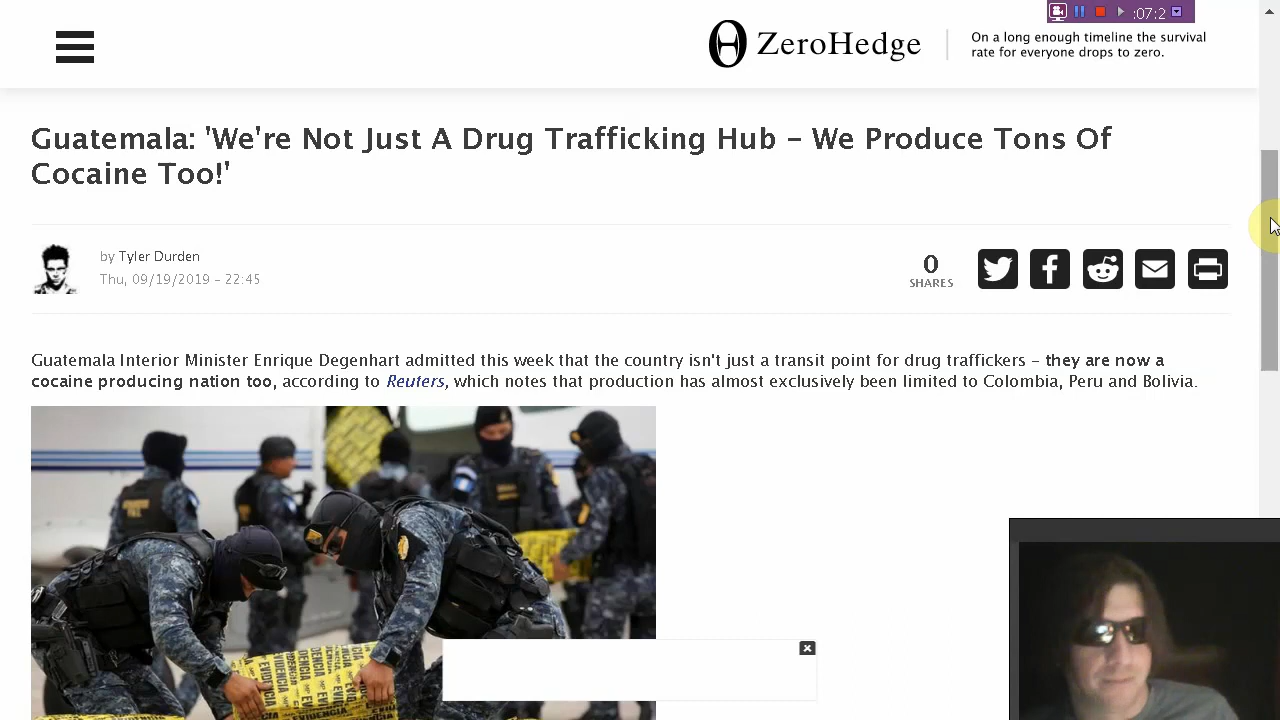 :07:2
ZeroHedge
On a long enough timeline the survival
rate for everyone drops to zero.
Guatemala: 'We're Not Just A Drug Trafficking Hub – We Produce Tons Of
Cocaine Too!'
by Tyler Durden
Thu, 09/19/2019 - 22:45
0
SHARES
Guatemala Interior Minister Enrique Degenhart admitted this week that the country isn't just a transit point for drug traffickers – they are now a
cocaine producing nation too, according to Reuters, which notes that production has almost exclusively been limited to Colombia, Peru and Bolivia.
EVIDENCIA
EVIDENCIA